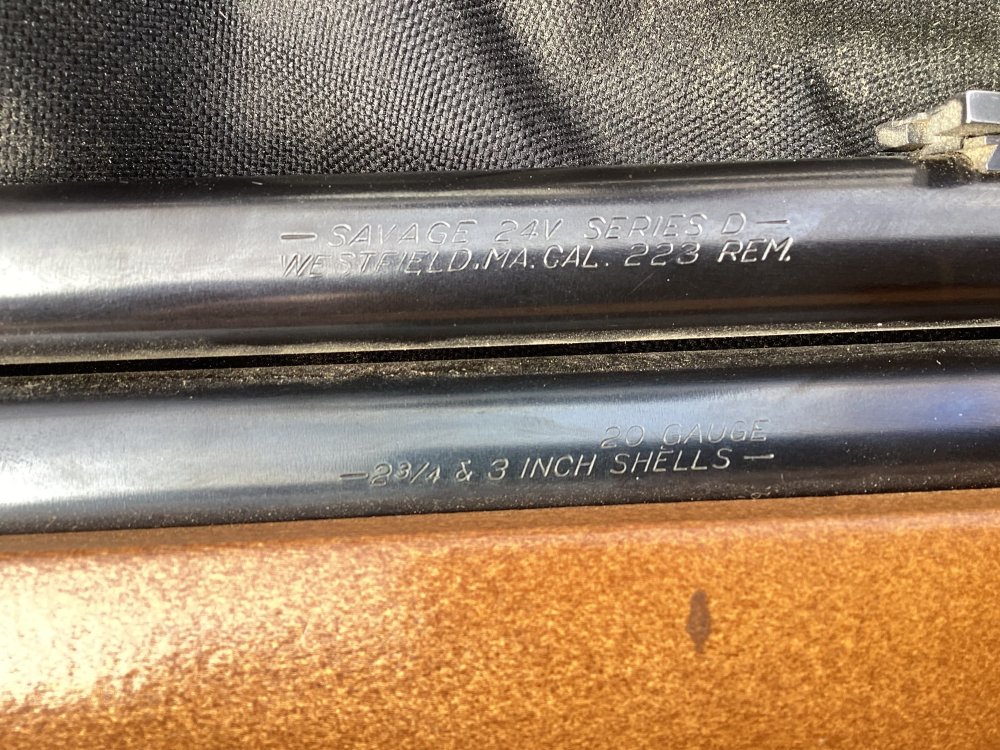 — SAVAGE 24V SERIES D —
WESTFIELD.MA.CAL. 223 REM.
20 GAUGE
— 2 3/4 & 3 INCH SHELLS —